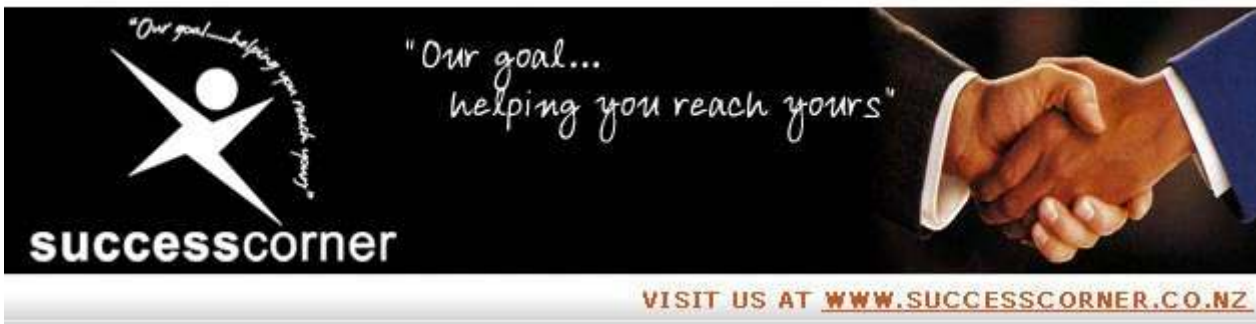 "Our goal....helping you reach yours"
successcorner
"Our goal...
helping you reach yours"
VISIT US AT WWW.SUCCESSCORNER.CO.NZ